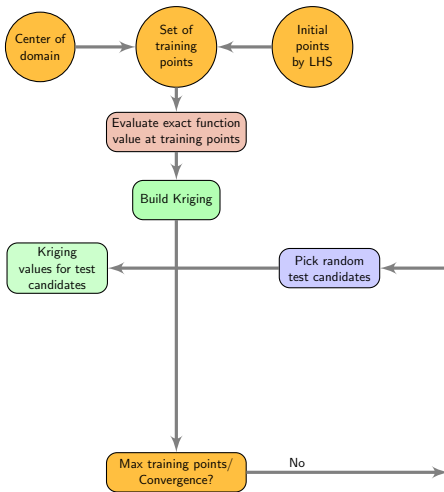 Center of
domain
Set of
training
points
Initial
points
by LHS
Evaluate exact function
value at training points
Build Kriging
Kriging
values for test
candidates
Pick random
test candidates
Max training points/
Convergence?
No